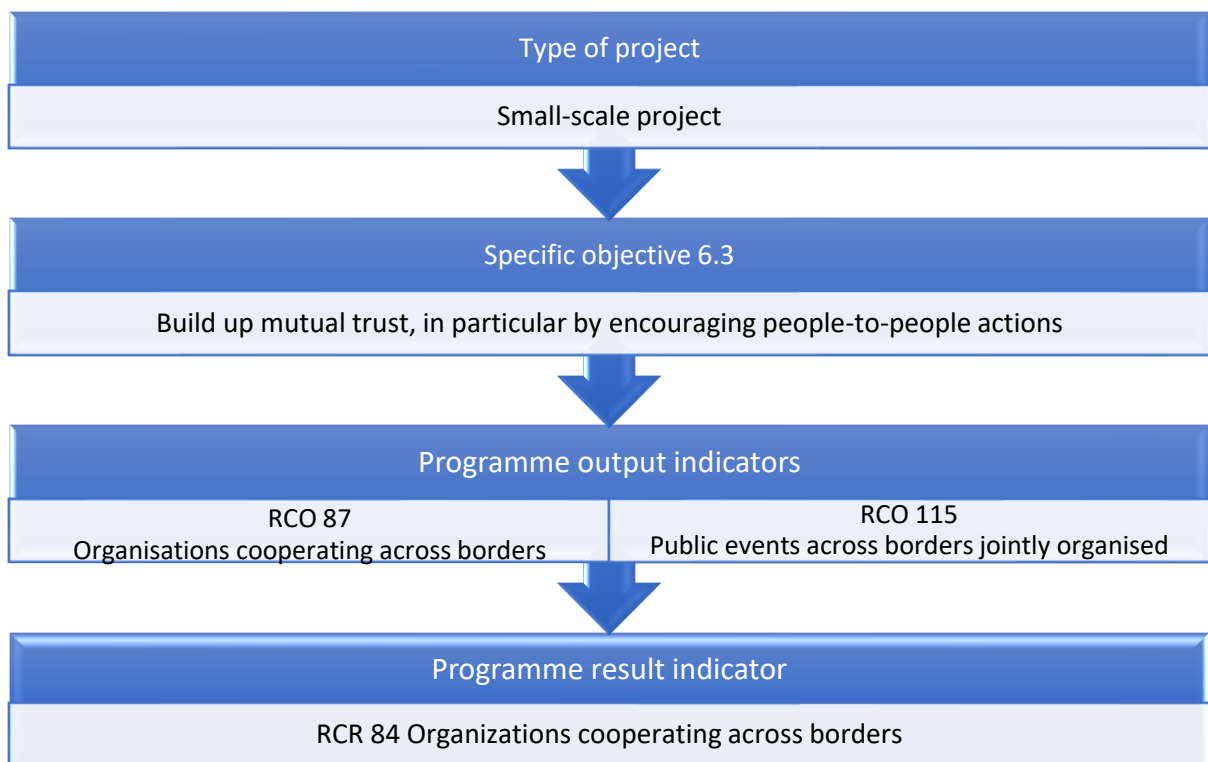 Type of project
Small-scale project
Specific objective 6.3
Build up mutual trust, in particular by encouraging people-to-people actions
Programme output indicators
RCO 87
Organisations cooperating across borders
RCO 115
Public events across borders jointly organised
Programme result indicator
RCR 84 Organizations cooperating across borders